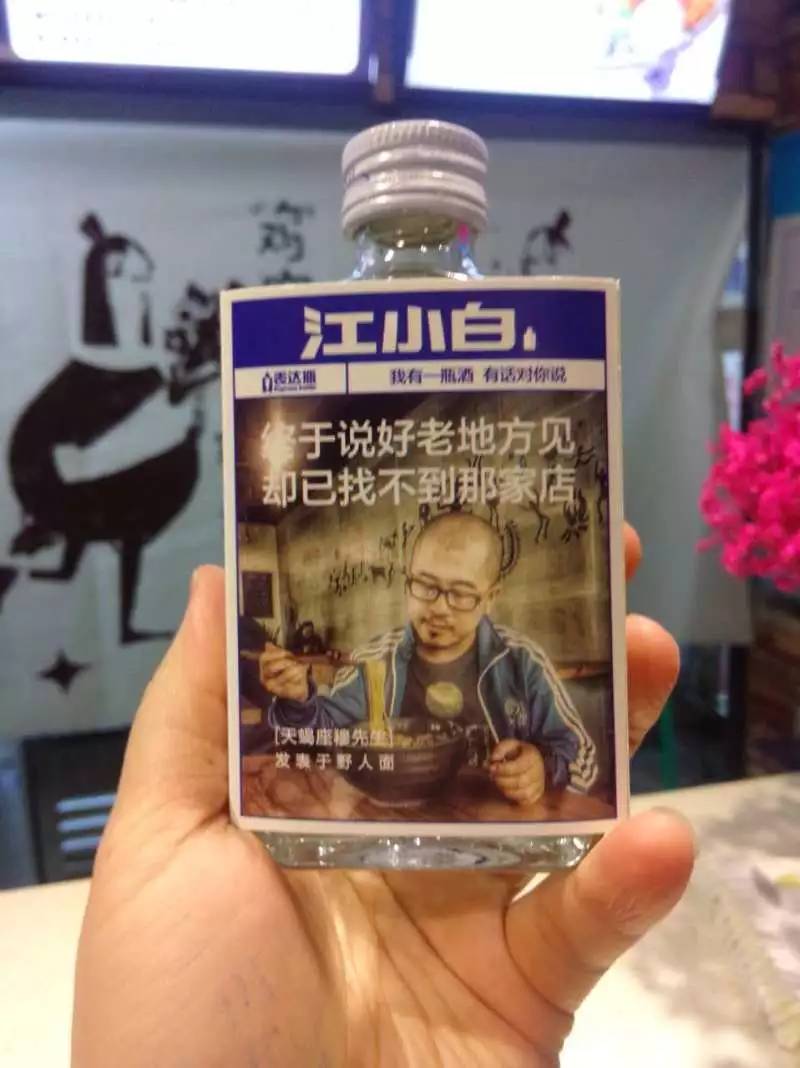 江小白
表达瓶
我有一瓶酒 有话对你说
终于说好老地方见
却已找不到那家店
[天蝎座穆先生]
发表于野人面